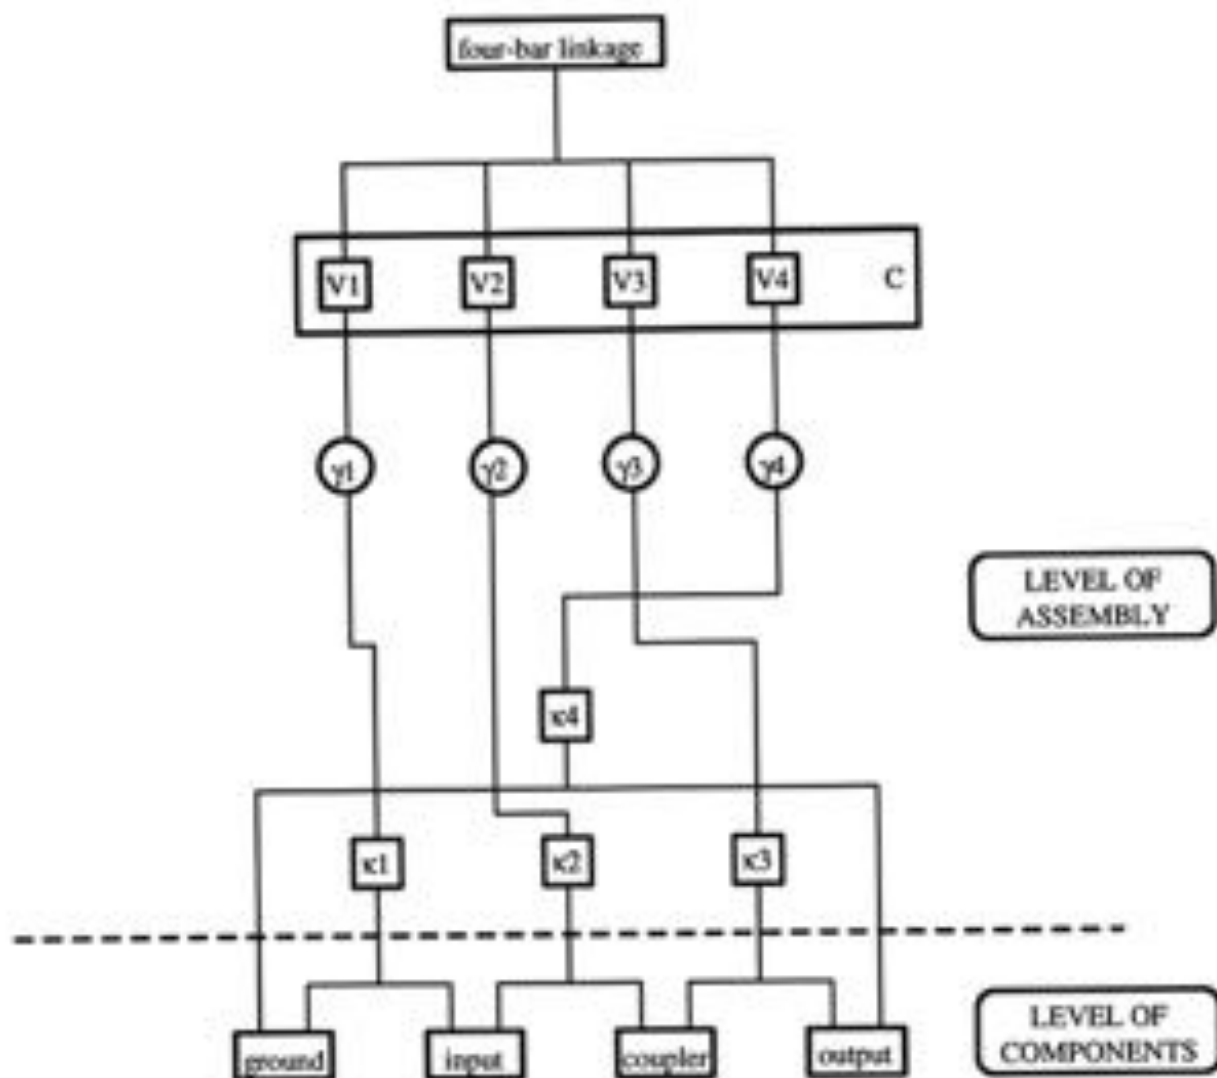 four-bar linkage
V1 V2 V3 V4 C
γ1 γ2 γ3 γ4
LEVEL OF
ASSEMBLY
κ4
κ1 κ2 κ3
LEVEL OF
COMPONENTS
ground input coupler output